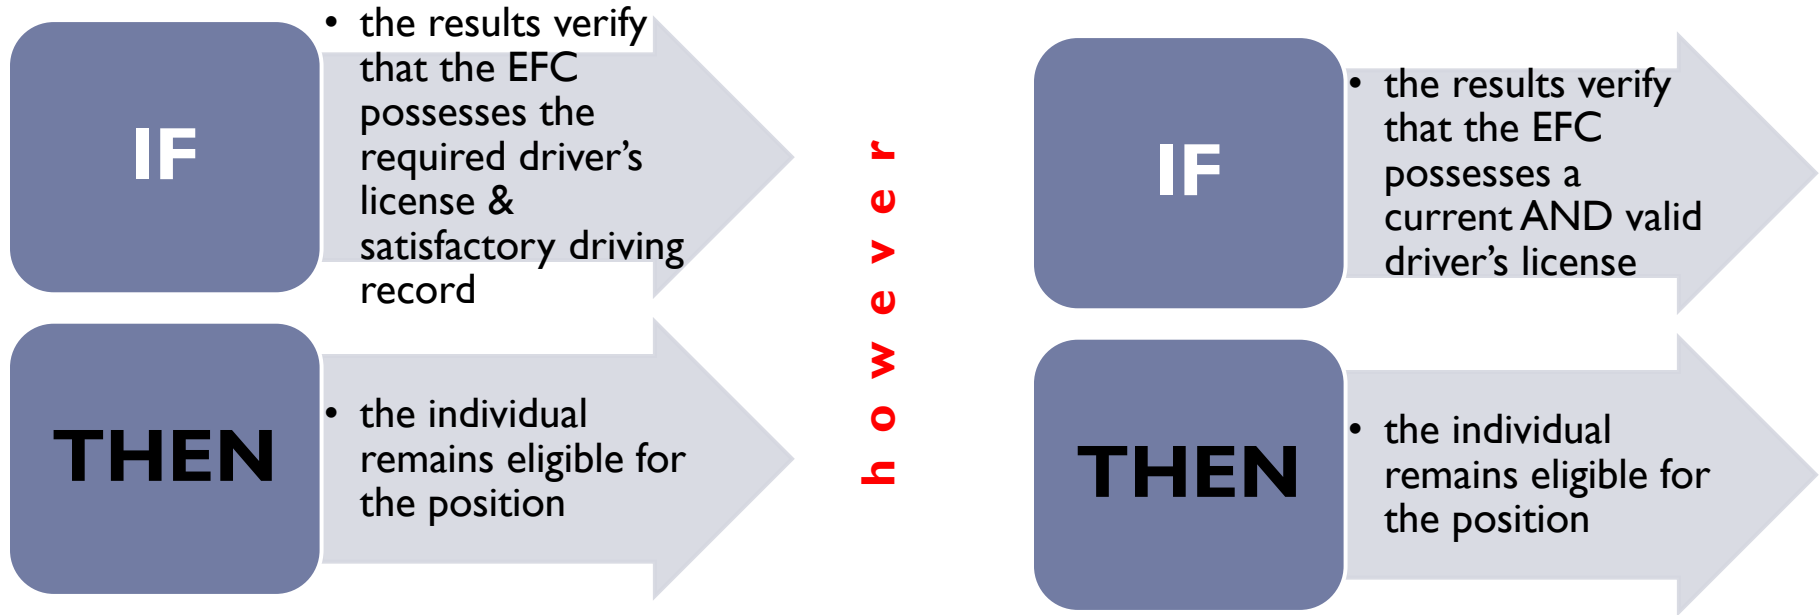 IF
• the results verify
that the EFC
possesses the
required driver's
license &
satisfactory driving
record
THEN
• the individual
remains eligible for
the position
however
IF
• the results verify
that the EFC
possesses a
current AND valid
driver's license
THEN
• the individual
remains eligible for
the position